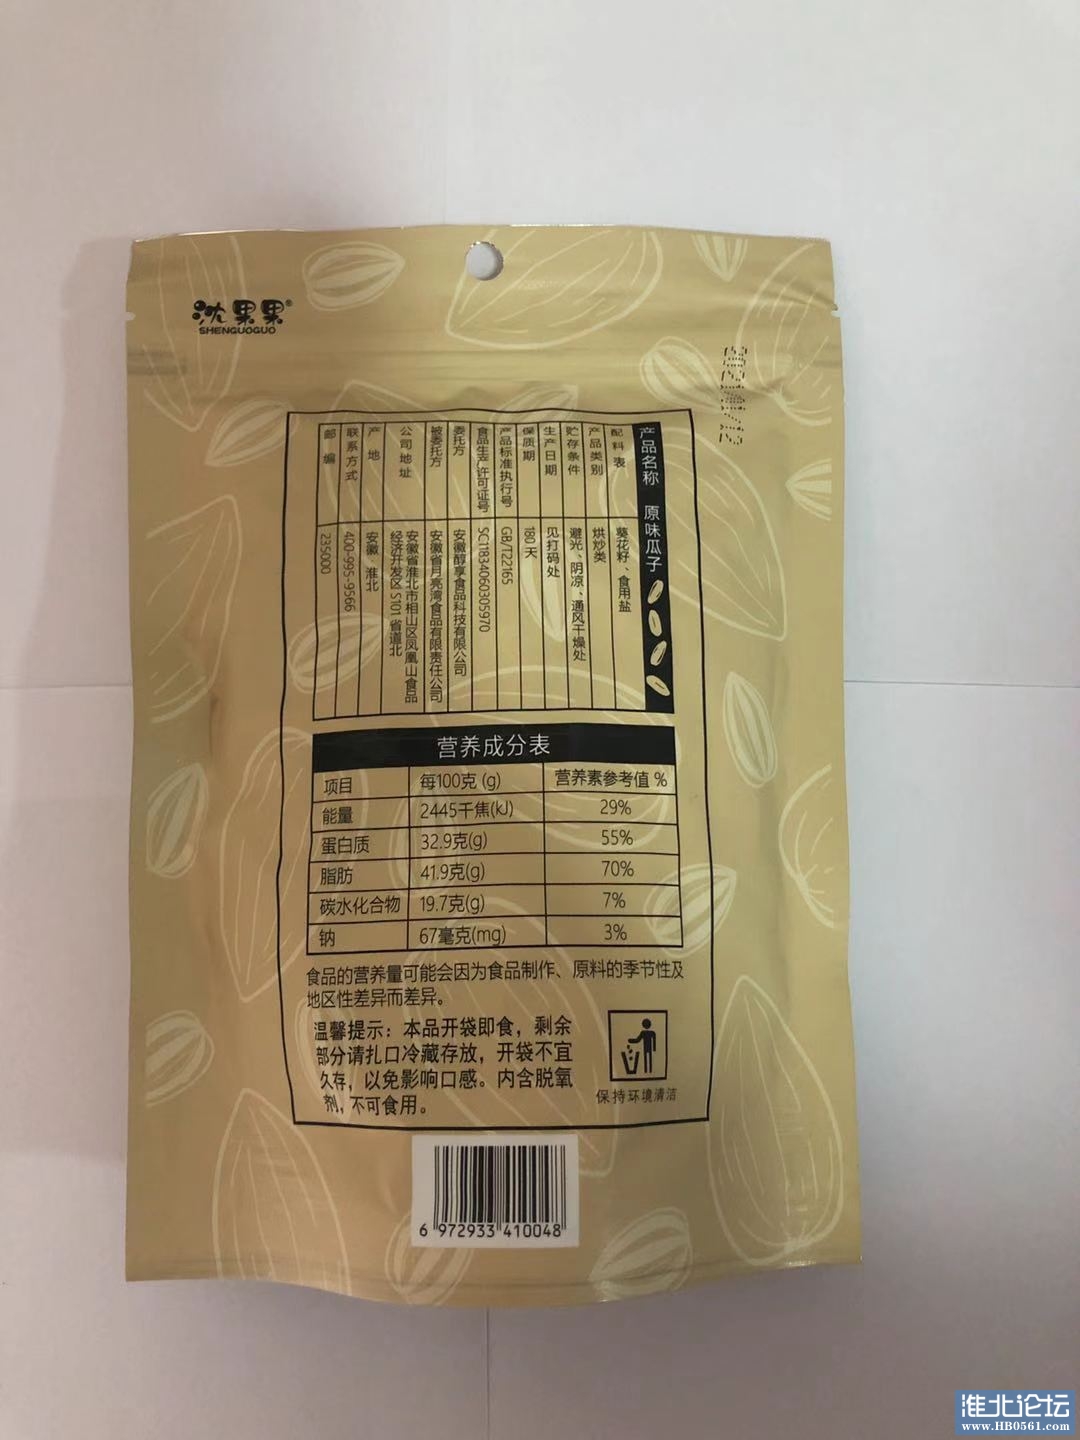 沈果果®
SHENGUOGUO
2021/11/12
产品名称 原味瓜子
配料表 葵花籽、食用盐
产品类别 烘炒类
贮存条件 避光、阴凉、通风干燥处
生产日期 见打码处
保质期 180天
产品标准执行号 GB/T22165
食品生产许可证号 SC11834060305970
委托方 安徽醇享食品科技有限公司
被委托方 安徽省月亮湾食品有限责任公司
公司地址 安徽省淮北市相山区凤凰山食品
经济开发区S101省道北
产地 安徽、淮北
联系方式 400-995-9566
邮编 235000
营养成分表
项目 每100克 (g) 营养素参考值 %
能量 2445千焦(kJ) 29%
蛋白质 32.9克(g) 55%
脂肪 41.9克(g) 70%
碳水化合物 19.7克(g) 7%
钠 67毫克(mg) 3%
食品的营养量可能会因为食品制作、原料的季节性及
地区性差异而差异。
温馨提示：本品开袋即食，剩余
部分请扎口冷藏存放，开袋不宜
久存，以免影响口感。内含脱氧
剂，不可食用。
保持环境清洁
6 972933 410048
淮北论坛
www.HB0561.com